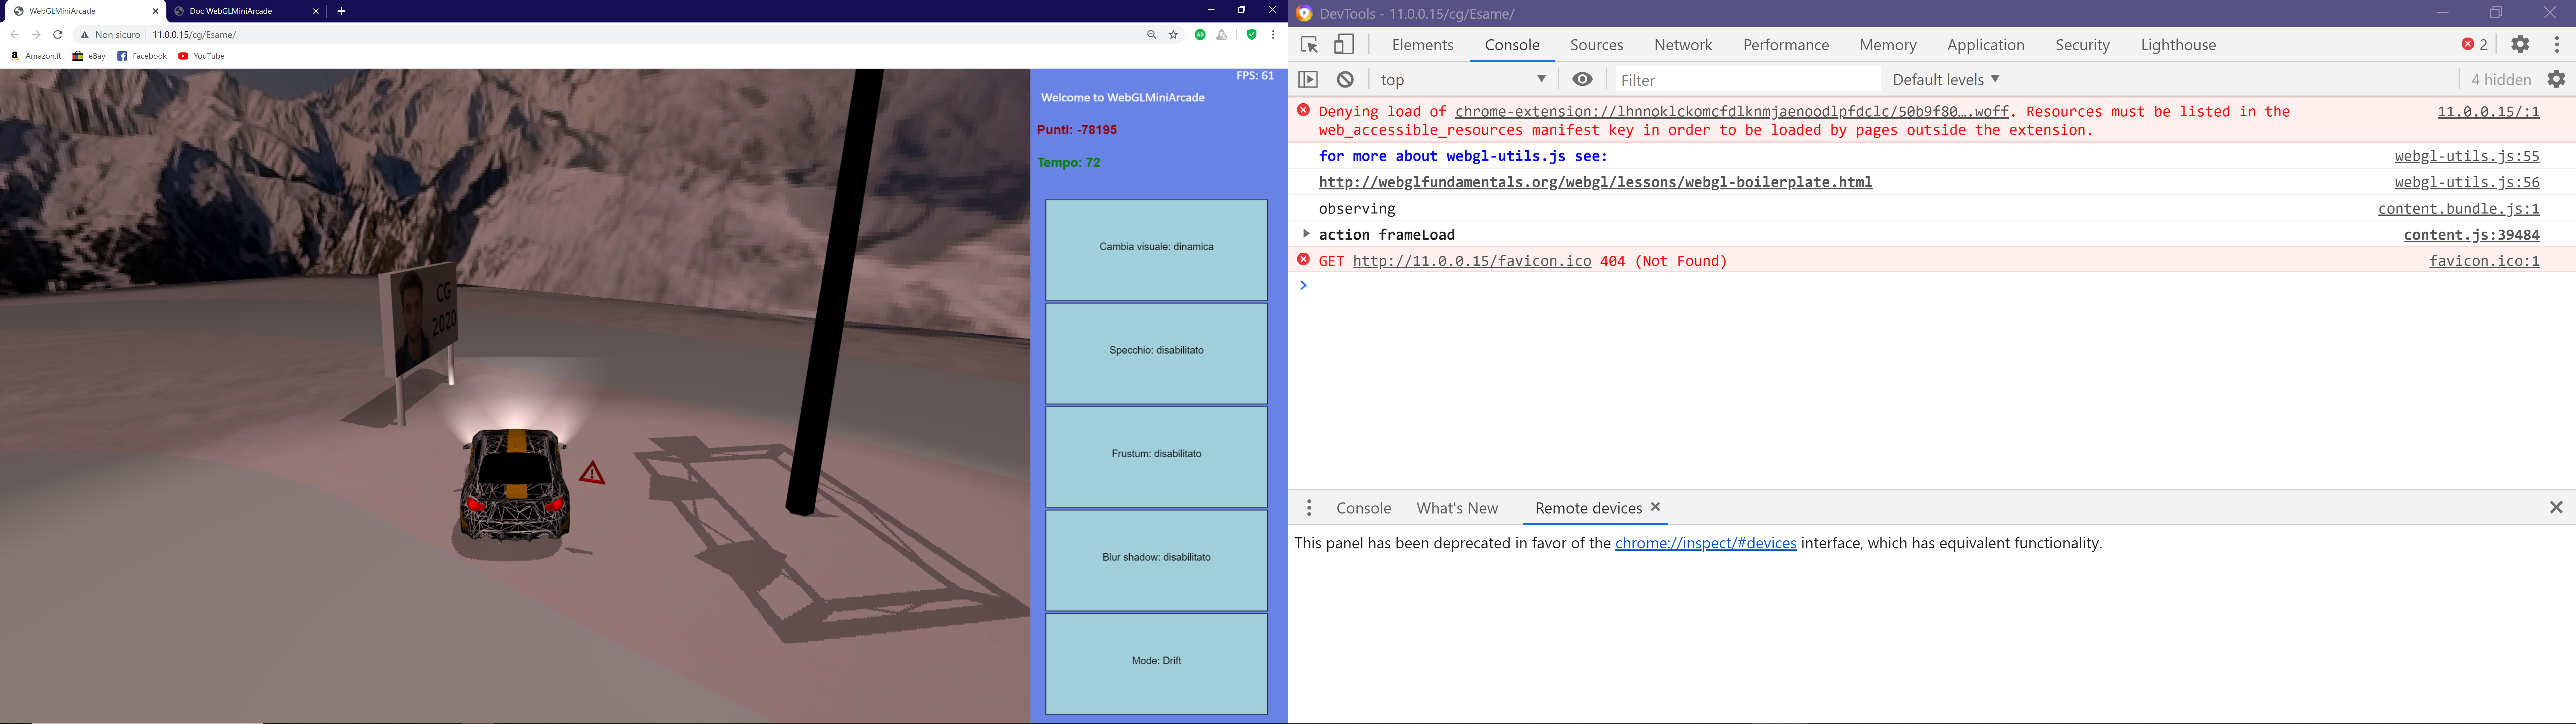 WebGLMiniArcade
Doc WebGLMiniArcade
Non sicuro
11.0.0.15/cg/Esame/
Amazon.it
eBay
Facebook
YouTube
CG
2020
FPS: 61
Welcome to WebGLMiniArcade
Punti: -78195
Tempo: 72
Cambia visuale: dinamica
Specchio: disabilitato
Frustum: disabilitato
Blur shadow: disabilitato
Mode: Drift
DevTools - 11.0.0.15/cg/Esame/
Elements
Console
Sources
Network
Performance
Memory
Application
Security
Lighthouse
2
top
Filter
Default levels
4 hidden
Denying load of chrome-extension://lhnnoklckomcfdlknmjaenoodlpfdclc/50b9f80….woff. Resources must be listed in the
11.0.0.15/:1
web_accessible_resources manifest key in order to be loaded by pages outside the extension.
for more about webgl-utils.js see:
webgl-utils.js:55
http://webglfundamentals.org/webgl/lessons/webgl-boilerplate.html
webgl-utils.js:56
observing
content.bundle.js:1
action frameLoad
content.js:39484
GET http://11.0.0.15/favicon.ico 404 (Not Found)
favicon.ico:1
Console
What's New
Remote devices
This panel has been deprecated in favor of the chrome://inspect/#devices interface, which has equivalent functionality.